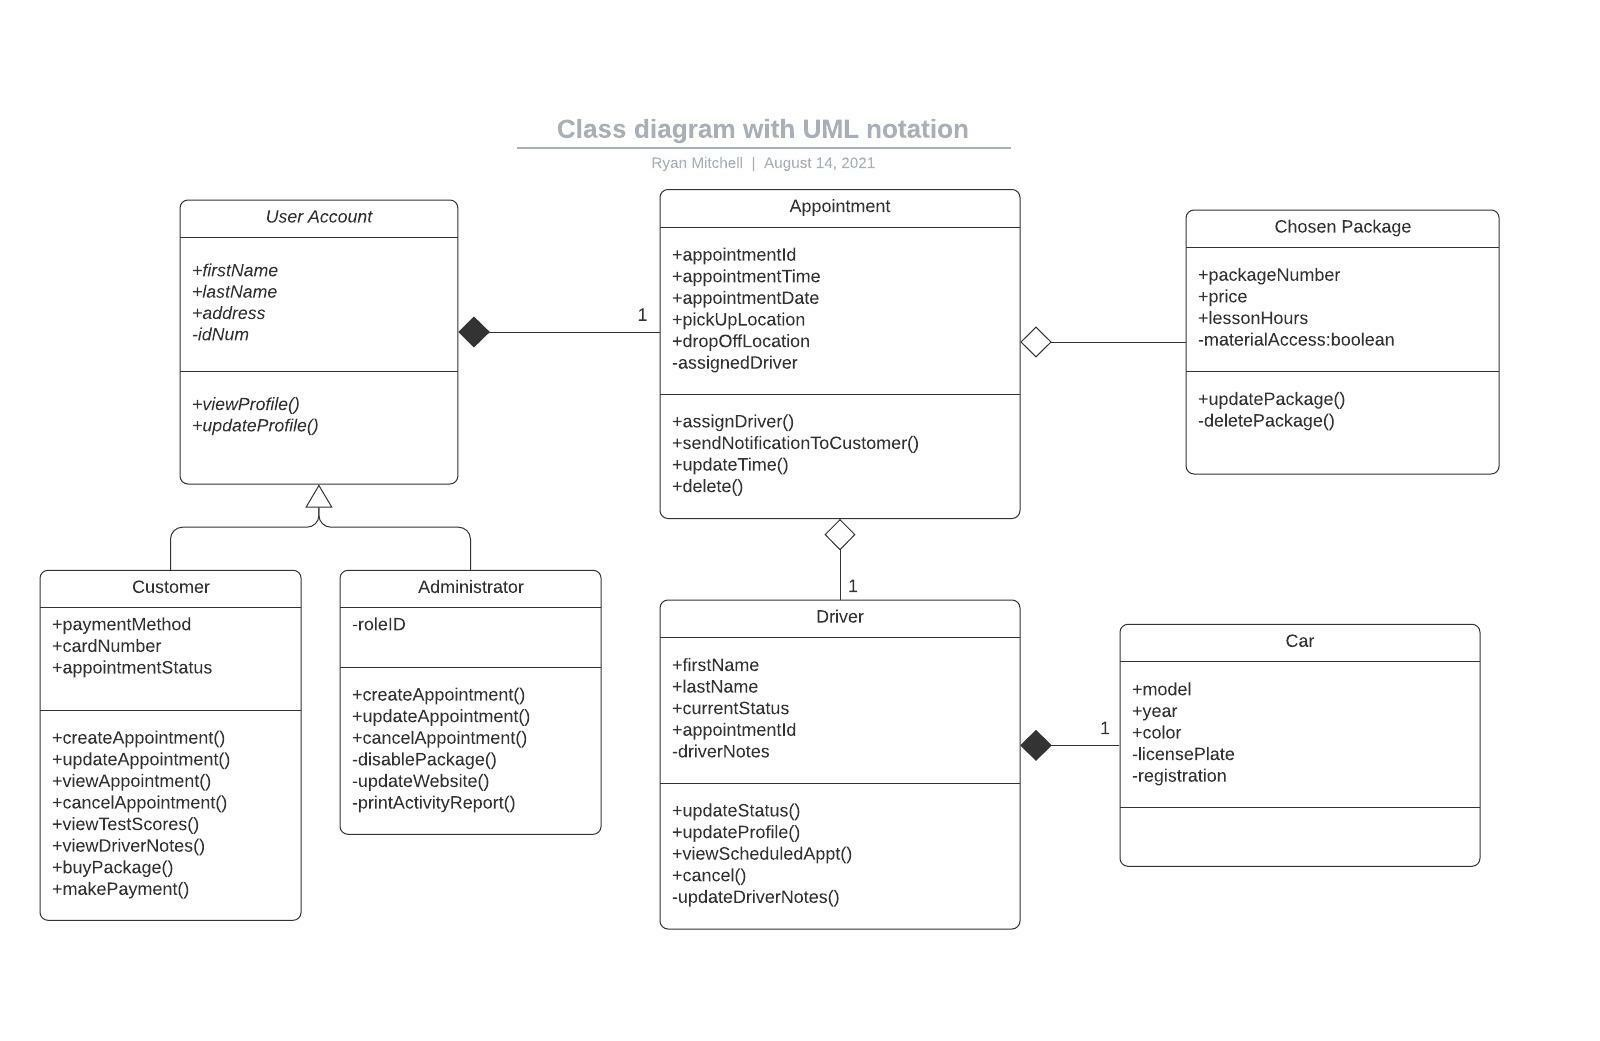 Class diagram with UML notation
Ryan Mitchell | August 14, 2021
User Account
+firstName
+lastName
+address
-idNum
+viewProfile()
+updateProfile()
1
Appointment
+appointmentId
+appointmentTime
+appointmentDate
+pickUpLocation
+dropOffLocation
-assignedDriver
+assignDriver()
+sendNotificationToCustomer()
+updateTime()
+delete()
Chosen Package
+packageNumber
+price
+lessonHours
-materialAccess:boolean
+updatePackage()
-deletePackage()
Customer
+paymentMethod
+cardNumber
+appointmentStatus
+createAppointment()
+updateAppointment()
+viewAppointment()
+cancelAppointment()
+viewTestScores()
+viewDriverNotes()
+buyPackage()
+makePayment()
Administrator
-roleID
+createAppointment()
+updateAppointment()
+cancelAppointment()
-disablePackage()
-updateWebsite()
-printActivityReport()
1
Driver
+firstName
+lastName
+currentStatus
+appointmentId
-driverNotes
+updateStatus()
+updateProfile()
+viewScheduledAppt()
+cancel()
-updateDriverNotes()
1
Car
+model
+year
+color
-licensePlate
-registration